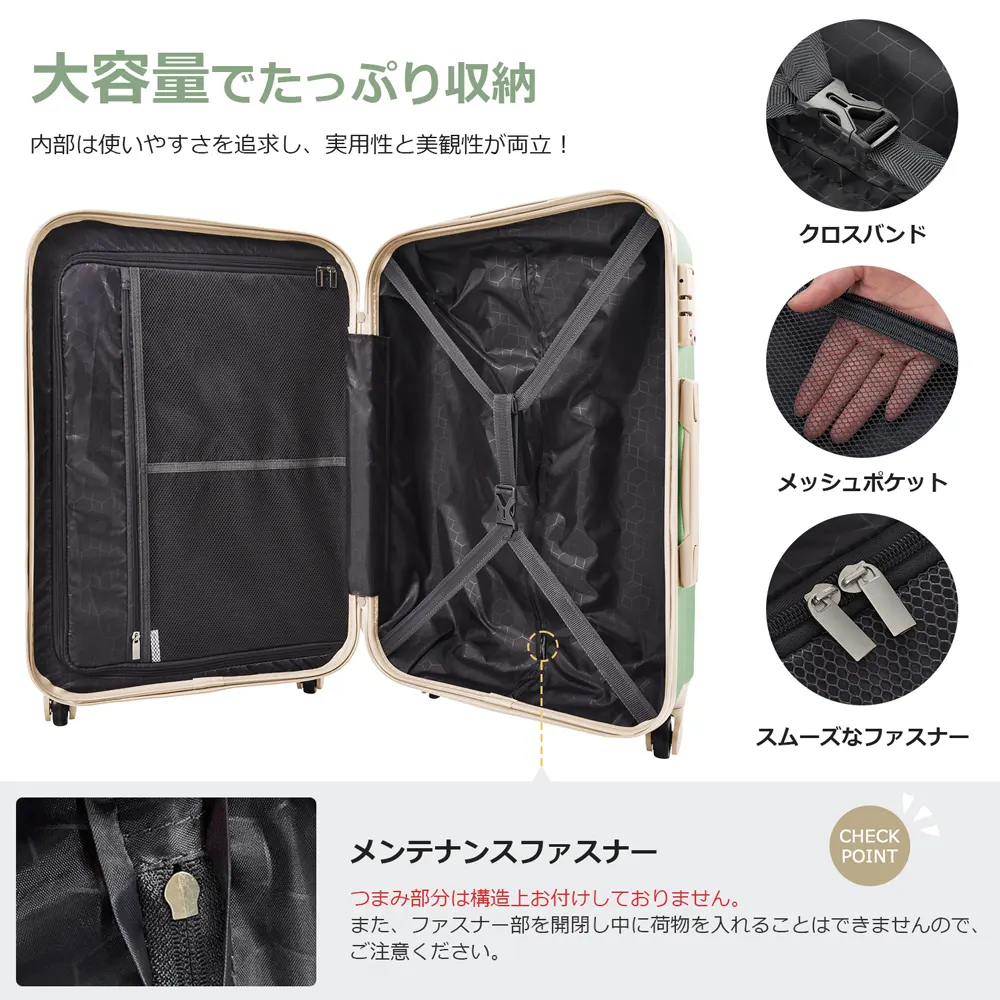 大容量でたっぷり収納
内部は使いやすさを追求し、実用性と美観性が両立！
クロスバンド
メッシュポケット
スムーズなファスナー
メンテナンスファスナー
CHECK
POINT
つまみ部分は構造上お付けしておりません。
また、ファスナー部を開閉し中に荷物を入れることはできませんので、
ご注意ください。